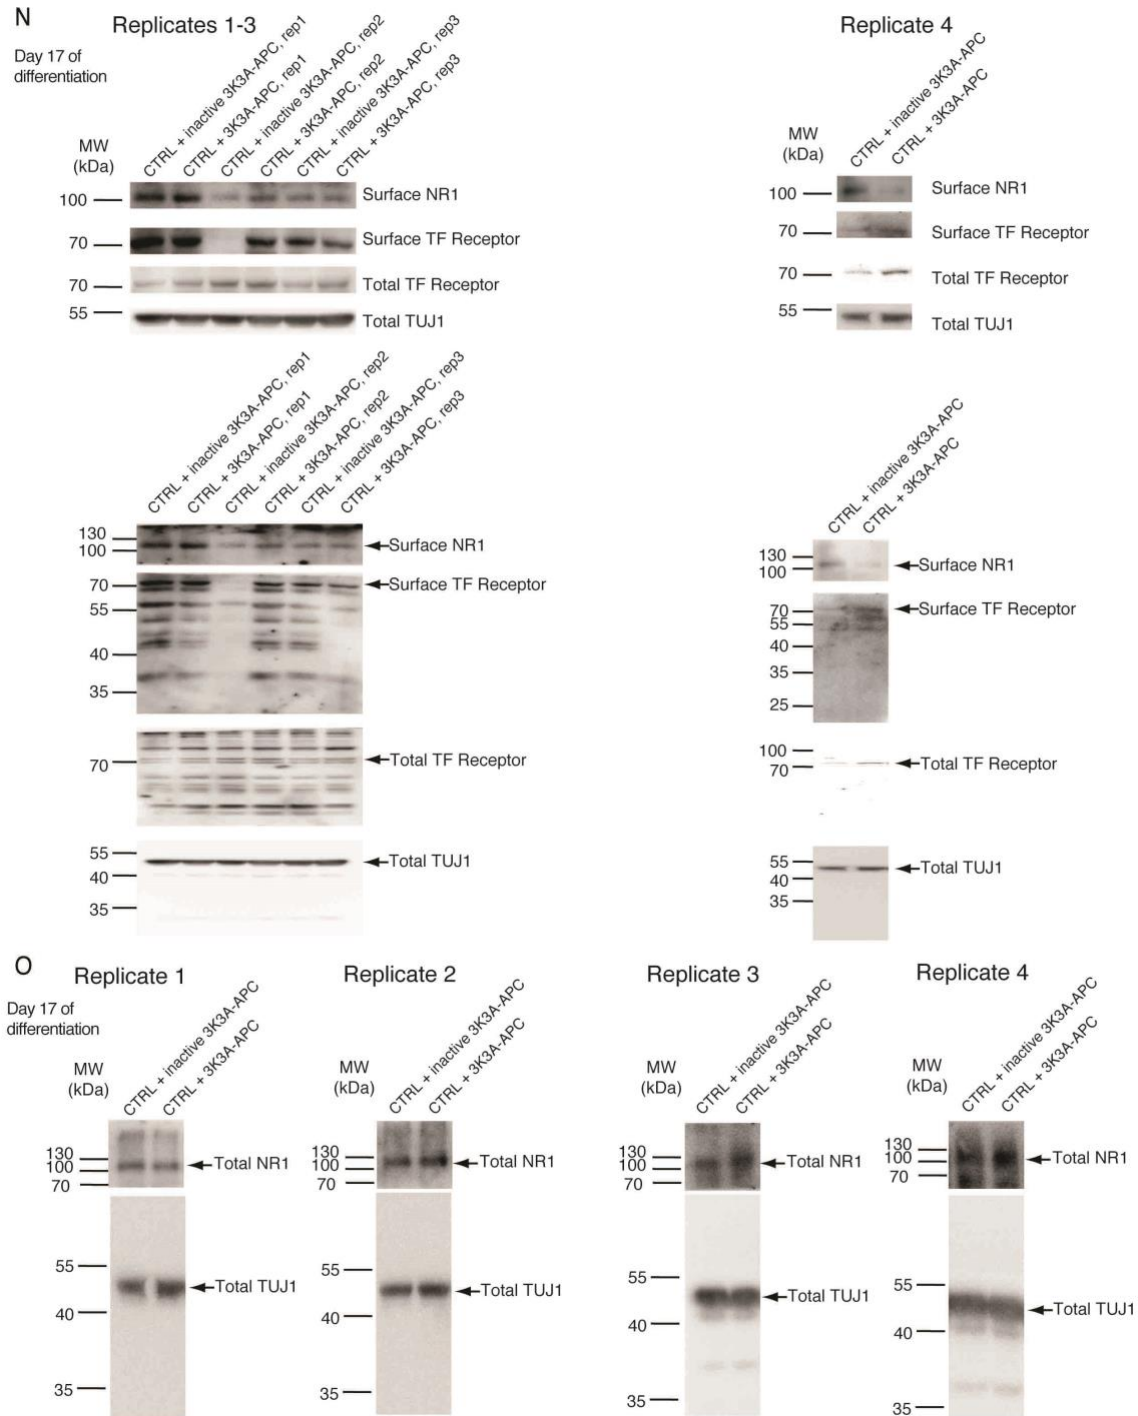 N
Replicates 1-3
Replicate 4
Day 17 of
differentiation
MW
(kDa)
CTRL + inactive 3K3A-APC, rep1
CTRL + 3K3A-APC, rep1
CTRL + inactive 3K3A-APC, rep2
CTRL + 3K3A-APC, rep2
CTRL + inactive 3K3A-APC, rep3
CTRL + 3K3A-APC, rep3
100
Surface NR1
70
Surface TF Receptor
70
Total TF Receptor
55
Total TUJ1
MW
(kDa)
CTRL + inactive 3K3A-APC
CTRL + 3K3A-APC
100
Surface NR1
70
Surface TF Receptor
70
Total TF Receptor
55
Total TUJ1
CTRL + inactive 3K3A-APC, rep1
CTRL + 3K3A-APC, rep1
CTRL + inactive 3K3A-APC, rep2
CTRL + 3K3A-APC, rep2
CTRL + inactive 3K3A-APC, rep3
CTRL + 3K3A-APC, rep3
130
100
Surface NR1
70
Surface TF Receptor
55
40
35
70
Total TF Receptor
55
Total TUJ1
40
35
CTRL + inactive 3K3A-APC
CTRL + 3K3A-APC
130
100
Surface NR1
70
Surface TF Receptor
55
40
35
25
100
70
Total TF Receptor
55
Total TUJ1
40
35
O
Day 17 of
differentiation
Replicate 1
MW
(kDa)
CTRL + inactive 3K3A-APC
CTRL + 3K3A-APC
130
100
Total NR1
70
55
Total TUJ1
40
35
Replicate 2
MW
(kDa)
CTRL + inactive 3K3A-APC
CTRL + 3K3A-APC
130
100
Total NR1
70
55
Total TUJ1
40
35
Replicate 3
MW
(kDa)
CTRL + inactive 3K3A-APC
CTRL + 3K3A-APC
130
100
Total NR1
70
55
Total TUJ1
40
35
Replicate 4
MW
(kDa)
CTRL + inactive 3K3A-APC
CTRL + 3K3A-APC
130
100
Total NR1
70
55
Total TUJ1
40
35